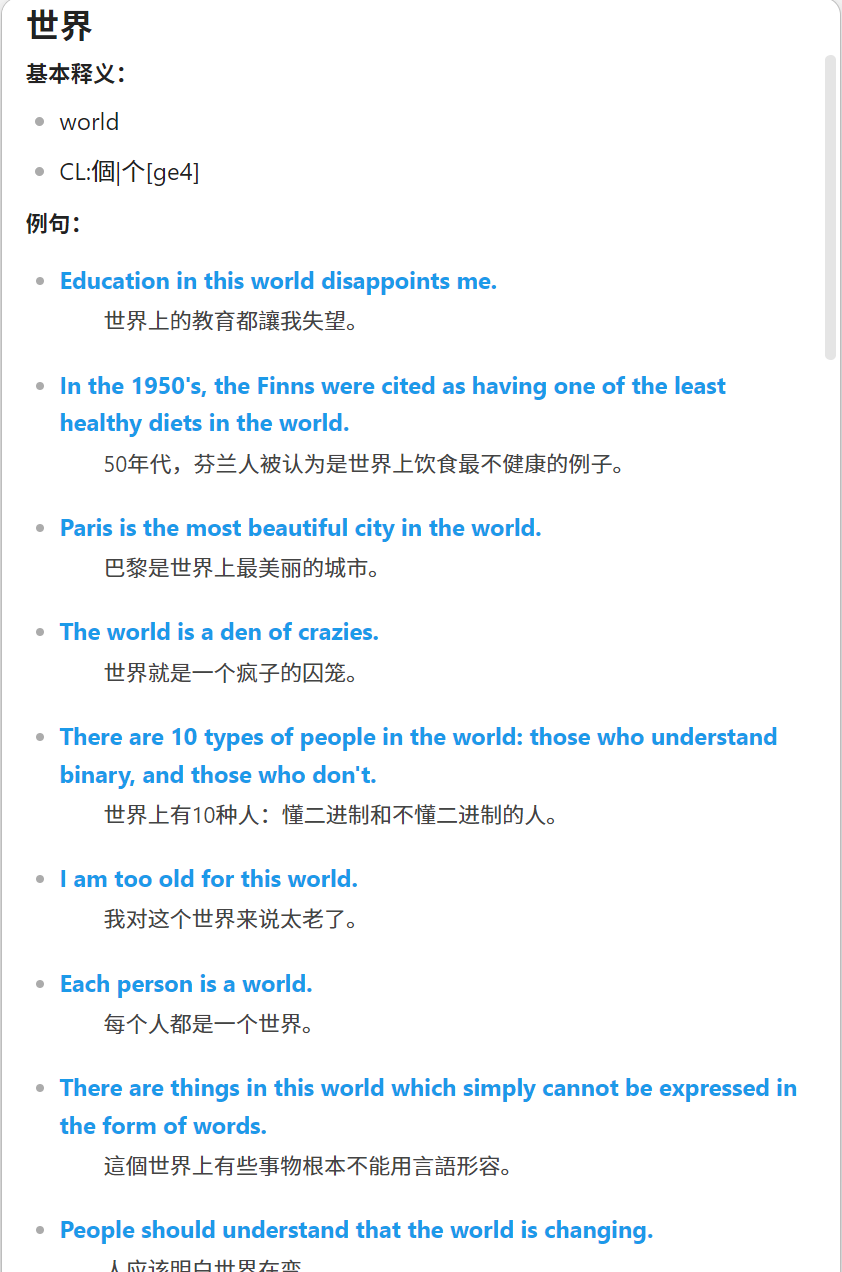 世界
基本释义：
world
CL:個|个[ge4]
例句：
Education in this world disappoints me.
世界上的教育都讓我失望。
In the 1950's, the Finns were cited as having one of the least
healthy diets in the world.
50年代，芬兰人被认为是世界上饮食最不健康的例子。
Paris is the most beautiful city in the world.
巴黎是世界上最美丽的城市。
The world is a den of crazies.
世界就是一个疯子的囚笼。
There are 10 types of people in the world: those who understand
binary, and those who don't.
世界上有10种人：懂二进制和不懂二进制的人。
I am too old for this world.
我对这个世界来说太老了。
Each person is a world.
每个人都是一个世界。
There are things in this world which simply cannot be expressed in
the form of words.
這個世界上有些事物根本不能用言語形容。
People should understand that the world is changing.
人应该明白世界在变